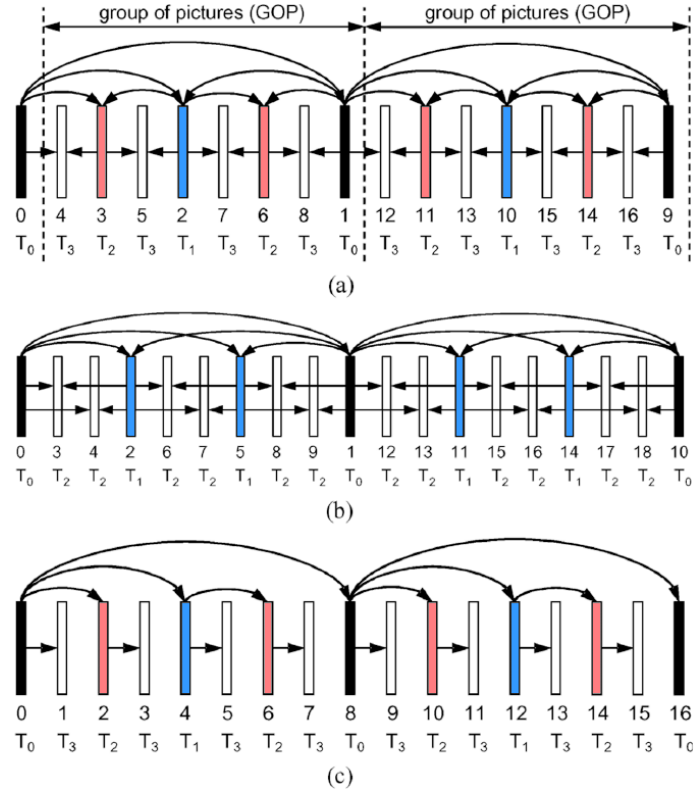 group of pictures (GOP) group of pictures (GOP)
0 4 3 5 2 7 6 8 1 12 11 13 10 15 14 16 9
T0 T3 T2 T3 T1 T3 T2 T3 T0 T3 T2 T3 T1 T3 T2 T3 T0
(a)
0 3 4 2 6 7 5 8 9 1 12 13 11 15 16 14 17 18 10
T0 T2 T2 T1 T2 T2 T1 T2 T2 T0 T2 T2 T1 T2 T2 T1 T2 T2 T0
(b)
0 1 2 3 4 5 6 7 8 9 10 11 12 13 14 15 16
T0 T3 T2 T3 T1 T3 T2 T3 T0 T3 T2 T3 T1 T3 T2 T3 T0
(c)